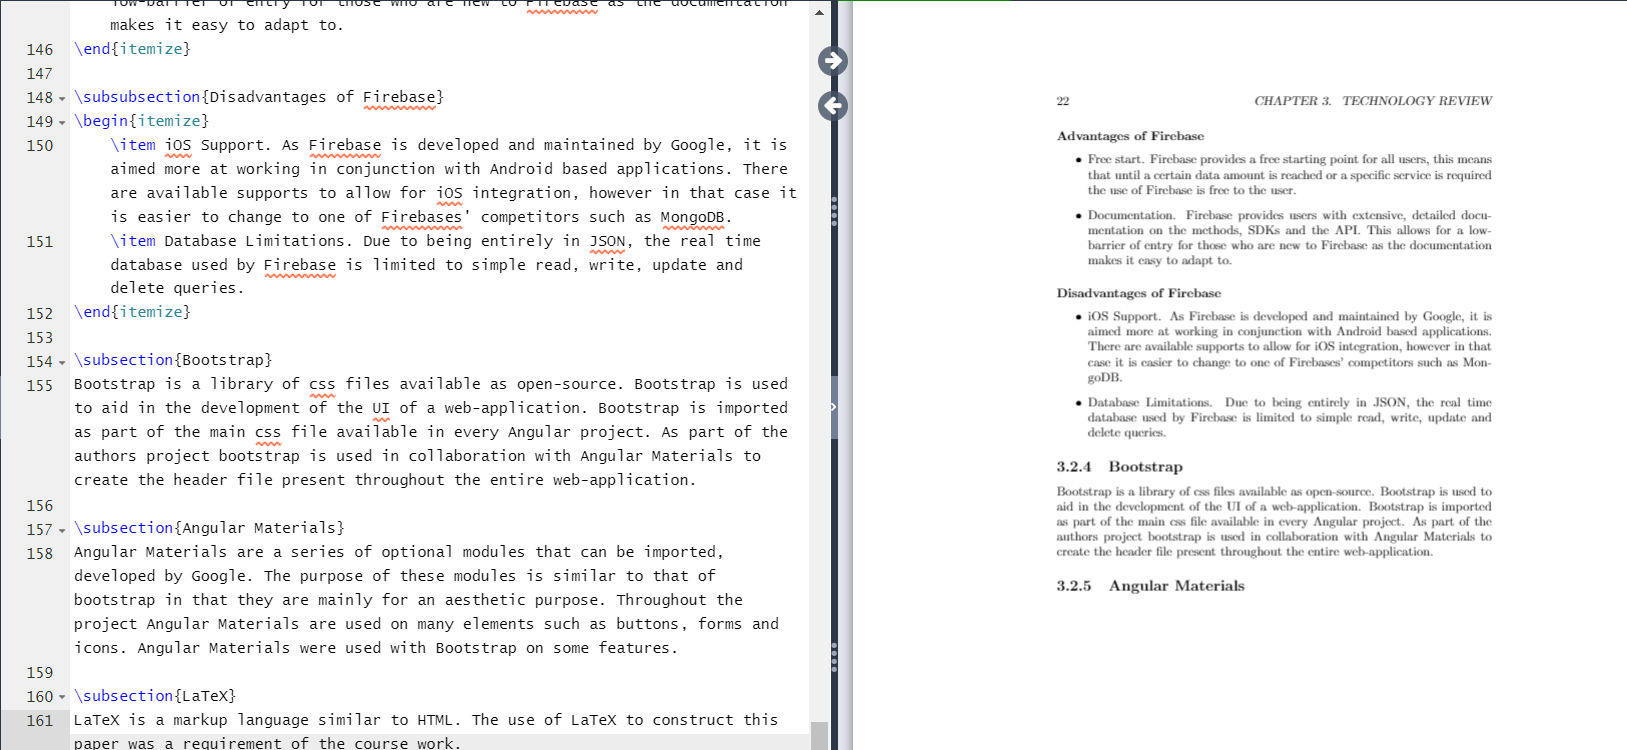 low-barrier of entry for those who are new to Firebase as the documentation
makes it easy to adapt to.
146 \end{itemize}
147
148 \subsubsection{Disadvantages of Firebase}
149 \begin{itemize}
150 \item iOS Support. As Firebase is developed and maintained by Google, it is
aimed more at working in conjunction with Android based applications. There
are available supports to allow for iOS integration, however in that case it
is easier to change to one of Firebases' competitors such as MongoDB.
151 \item Database Limitations. Due to being entirely in JSON, the real time
database used by Firebase is limited to simple read, write, update and
delete queries.
152 \end{itemize}
153
154 \subsection{Bootstrap}
155 Bootstrap is a library of css files available as open-source. Bootstrap is used
to aid in the development of the UI of a web-application. Bootstrap is imported
as part of the main css file available in every Angular project. As part of the
authors project bootstrap is used in collaboration with Angular Materials to
create the header file present throughout the entire web-application.
156
157 \subsection{Angular Materials}
158 Angular Materials are a series of optional modules that can be imported,
developed by Google. The purpose of these modules is similar to that of
bootstrap in that they are mainly for an aesthetic purpose. Throughout the
project Angular Materials are used on many elements such as buttons, forms and
icons. Angular Materials were used with Bootstrap on some features.
159
160 \subsection{LaTeX}
161 LaTeX is a markup language similar to HTML. The use of LaTeX to construct this
paper was a requirement of the course work.
22 CHAPTER 3. TECHNOLOGY REVIEW
Advantages of Firebase
• Free start. Firebase provides a free starting point for all users, this means
that until a certain data amount is reached or a specific service is required
the use of Firebase is free to the user.
• Documentation. Firebase provides users with extensive, detailed docu-
mentation on the methods, SDKs and the API. This allows for a low-
barrier of entry for those who are new to Firebase as the documentation
makes it easy to adapt to.
Disadvantages of Firebase
• iOS Support. As Firebase is developed and maintained by Google, it is
aimed more at working in conjunction with Android based applications.
There are available supports to allow for iOS integration, however in that
case it is easier to change to one of Firebases' competitors such as Mon-
goDB.
• Database Limitations. Due to being entirely in JSON, the real time
database used by Firebase is limited to simple read, write, update and
delete queries.
3.2.4 Bootstrap
Bootstrap is a library of css files available as open-source. Bootstrap is used to
aid in the development of the UI of a web-application. Bootstrap is imported
as part of the main css file available in every Angular project. As part of the
authors project bootstrap is used in collaboration with Angular Materials to
create the header file present throughout the entire web-application.
3.2.5 Angular Materials